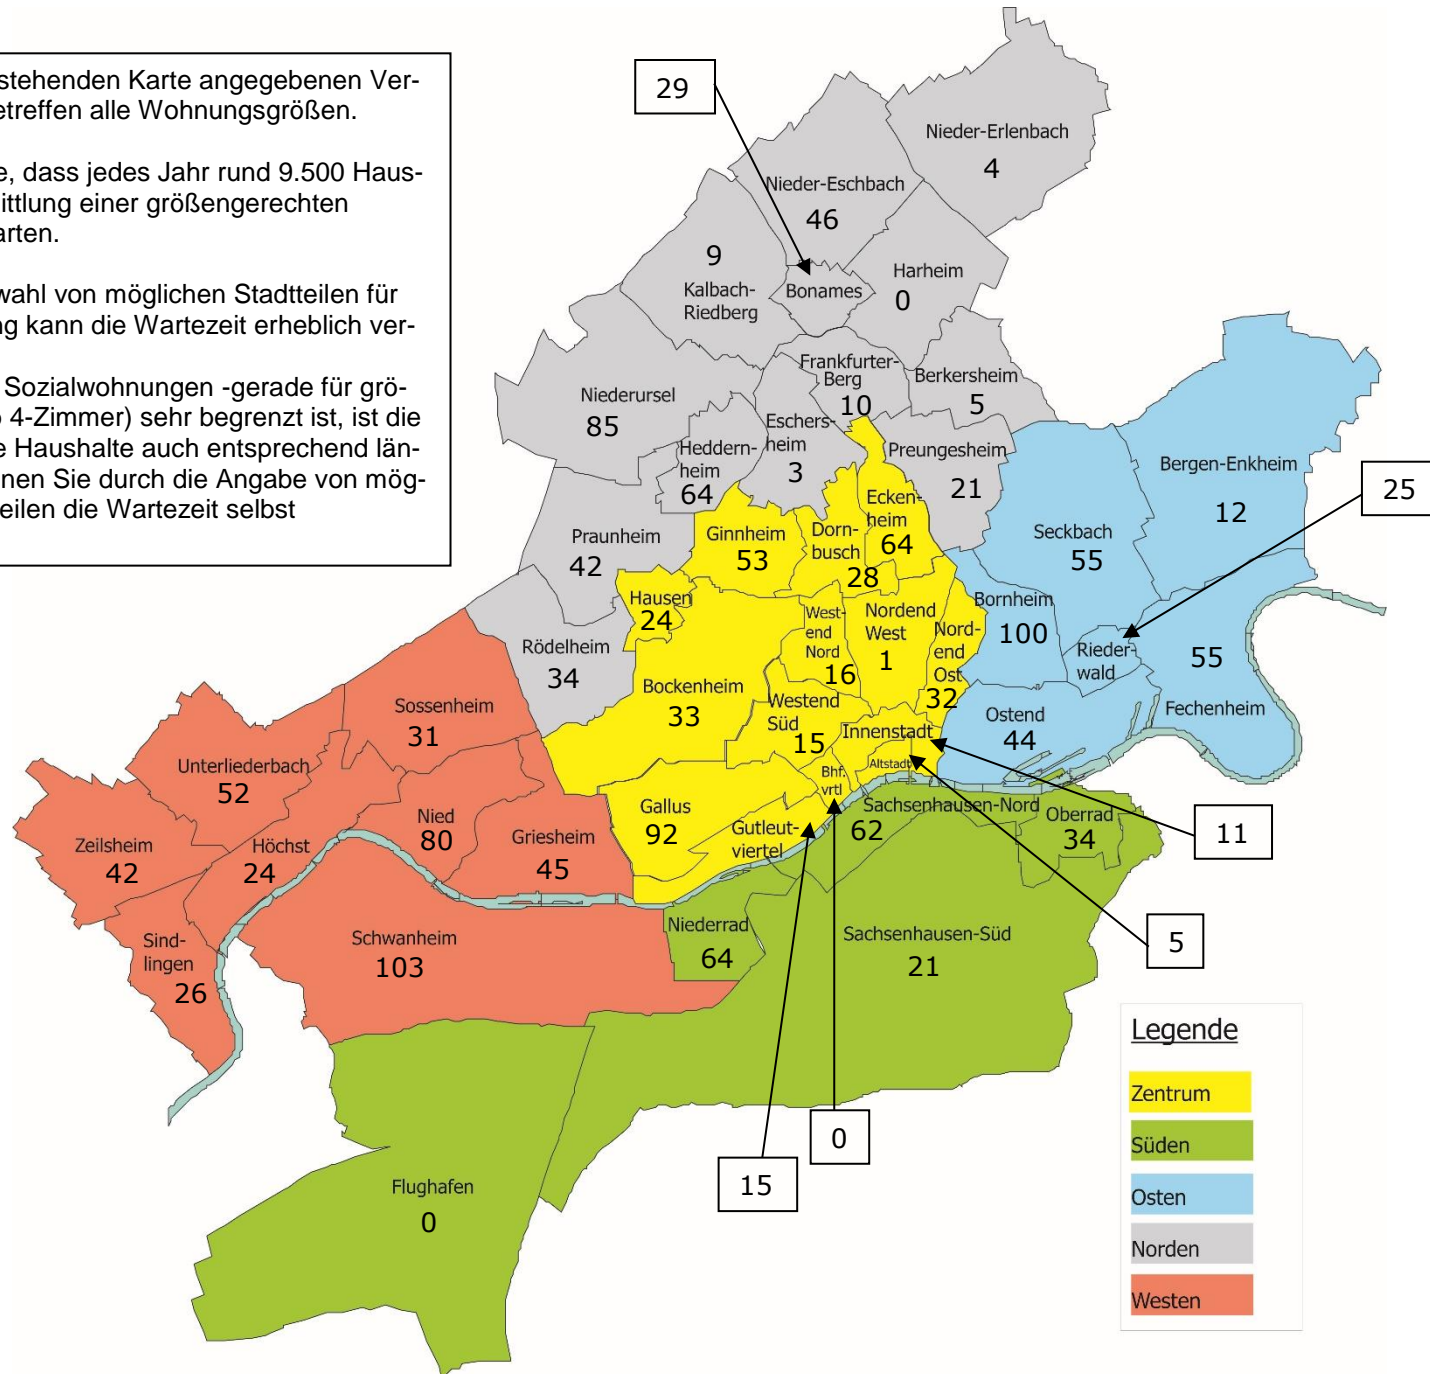 stehenden Karte angegebenen Ver-
etreffen alle Wohnungsgrößen.
e, dass jedes Jahr rund 9.500 Haus-
ittlung einer größengerechten
arten.
wahl von möglichen Stadtteilen für
ng kann die Wartezeit erheblich ver-
Sozialwohnungen -gerade für grö-
4-Zimmer) sehr begrenzt ist, ist die
e Haushalte auch entsprechend län-
nen Sie durch die Angabe von mög-
eilen die Wartezeit selbst
29
Nieder-Erlenbach
4
Nieder-Eschbach
46
9
Kalbach-
Riedberg
Bonames
Harheim
0
Frankfurter-
Berg
10
Berkersheim
5
Niederursel
85
Eschers-
heim
3
Heddern-
heim
64
Preungesheim
21
Bergen-Enkheim
12
25
Seckbach
55
Praunheim
42
Ginnheim
53
Dorn-
busch
28
Ecken-
heim
64
Hausen
24
Rödelheim
34
West-
end
Nord
16
Nordend
West
1
Nord-
end
Ost
32
Bornheim
100
Rieder-
wald
55
Fechenheim
Bockenheim
33
Westend
Süd
15
Innenstadt
Altstadt
Ostend
44
Sossenheim
31
Unterliederbach
52
Bhf.
vrtl
Gallus
92
Gutleut-
viertel
Sachsenhausen-Nord
62
Oberrad
34
11
Zeilsheim
42
Höchst
24
Nied
80
Griesheim
45
Sind-
lingen
26
Schwanheim
103
Niederrad
64
Sachsenhausen-Süd
21
5
0
15
Flughafen
0
Legende
Zentrum
Süden
Osten
Norden
Westen